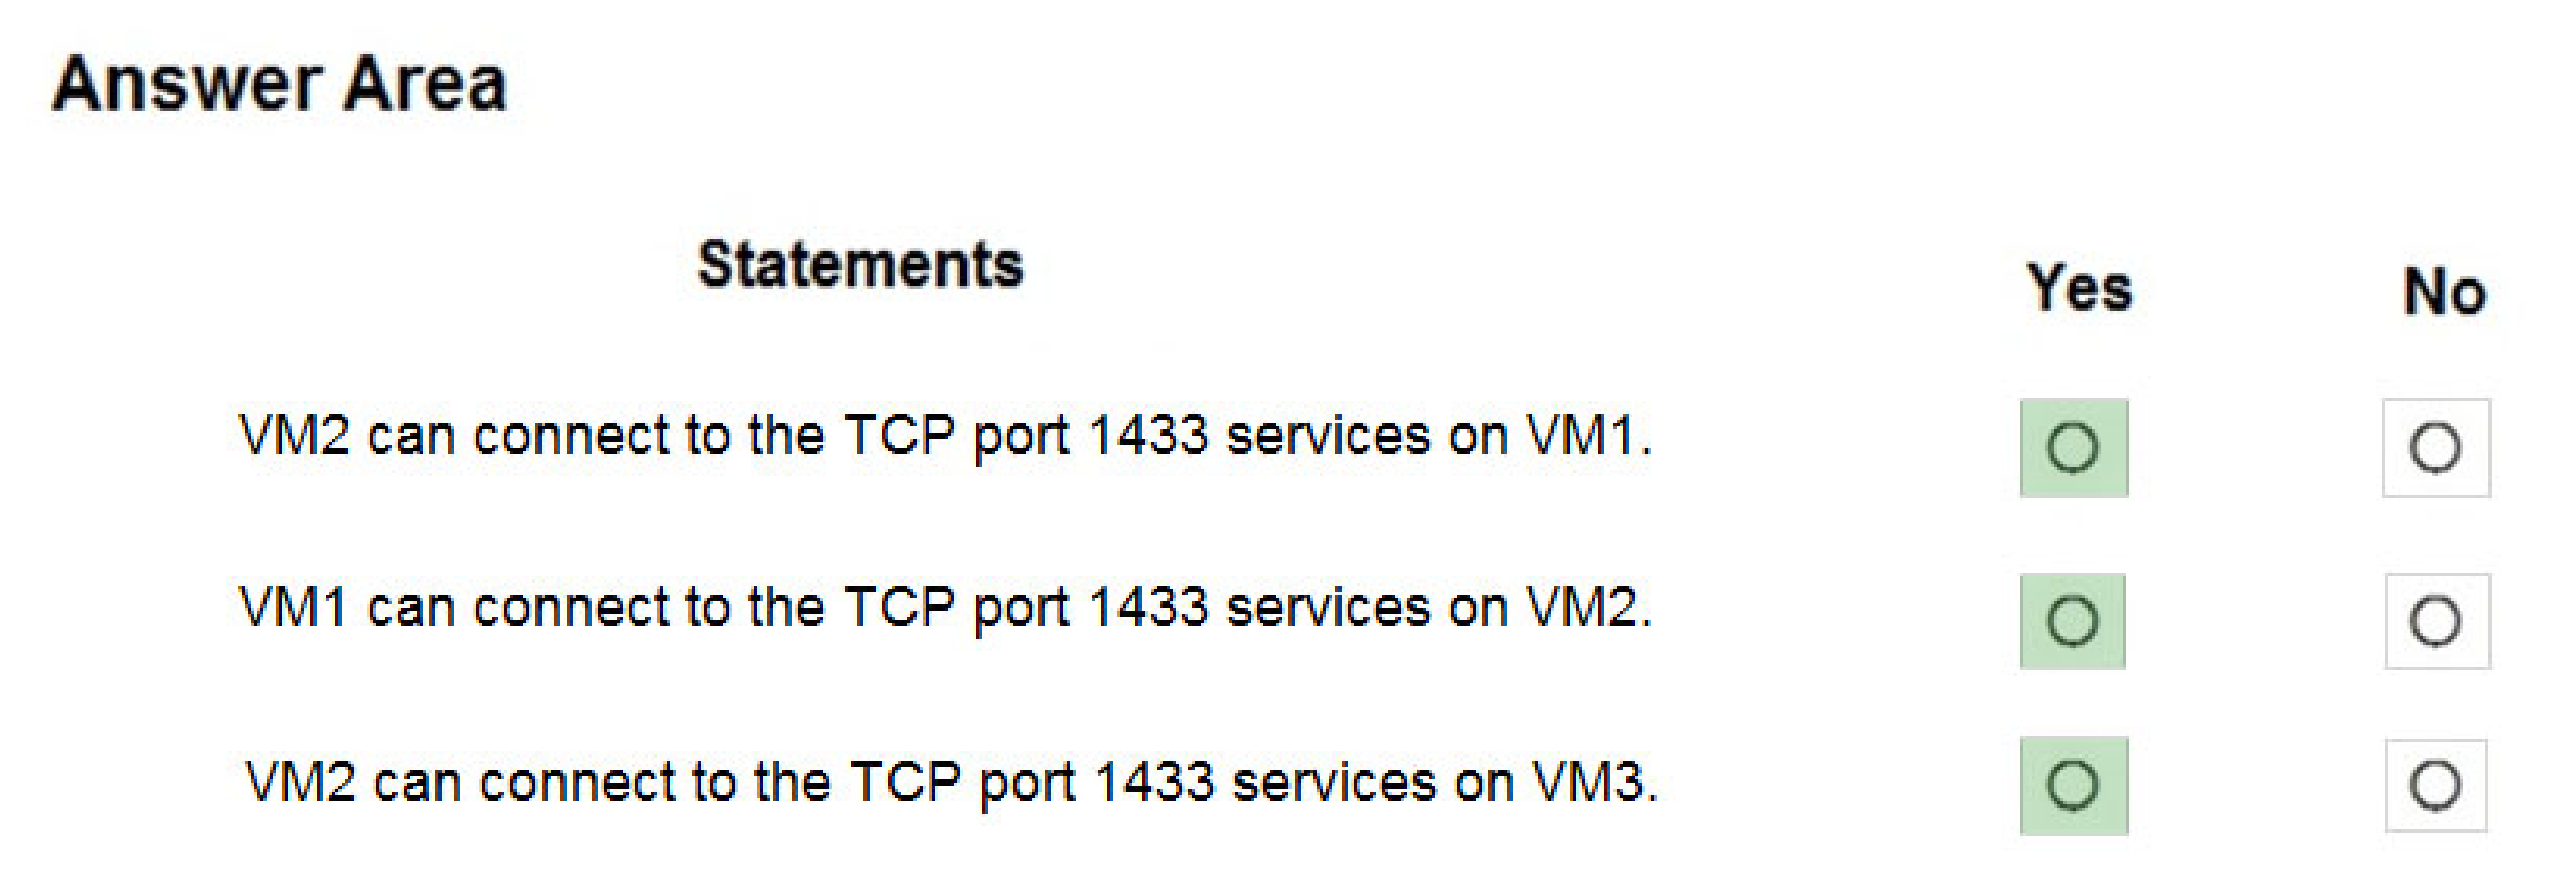 Answer Area
Statements Yes No
VM2 can connect to the TCP port 1433 services on VM1.
VM1 can connect to the TCP port 1433 services on VM2.
VM2 can connect to the TCP port 1433 services on VM3.